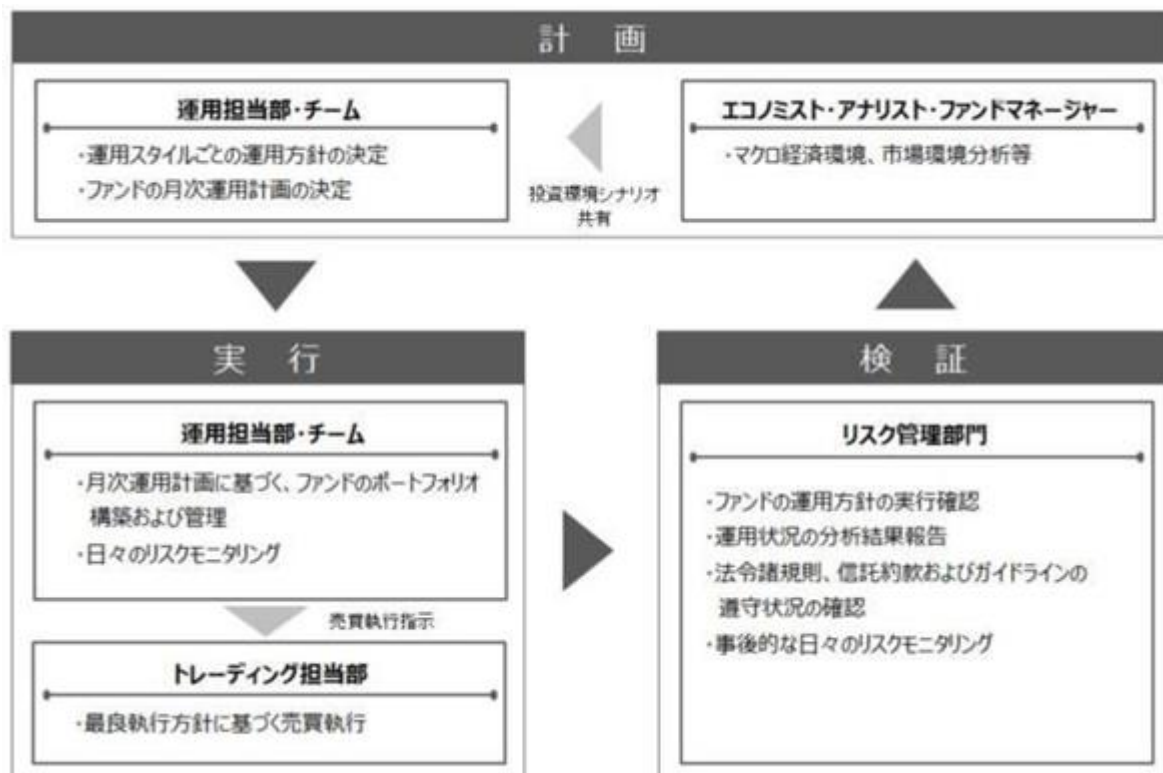 計 画
運用担当部・チーム
・運用スタイルごとの運用方針の決定
・ファンドの月次運用計画の決定
投資環境シナリオ
共有
エコノミスト・アナリスト・ファンドマネージャー
・マクロ経済環境、市場環境分析等
実 行
運用担当部・チーム
・月次運用計画に基づく、ファンドのポートフォリオ
構築および管理
・日々のリスクモニタリング
売買執行指示
トレーディング担当部
・最良執行方針に基づく売買執行
検 証
リスク管理部門
・ファンドの運用方針の実行確認
・運用状況の分析結果報告
・法令諸規則、信託約款およびガイドラインの
遵守状況の確認
・事後的な日々のリスクモニタリング